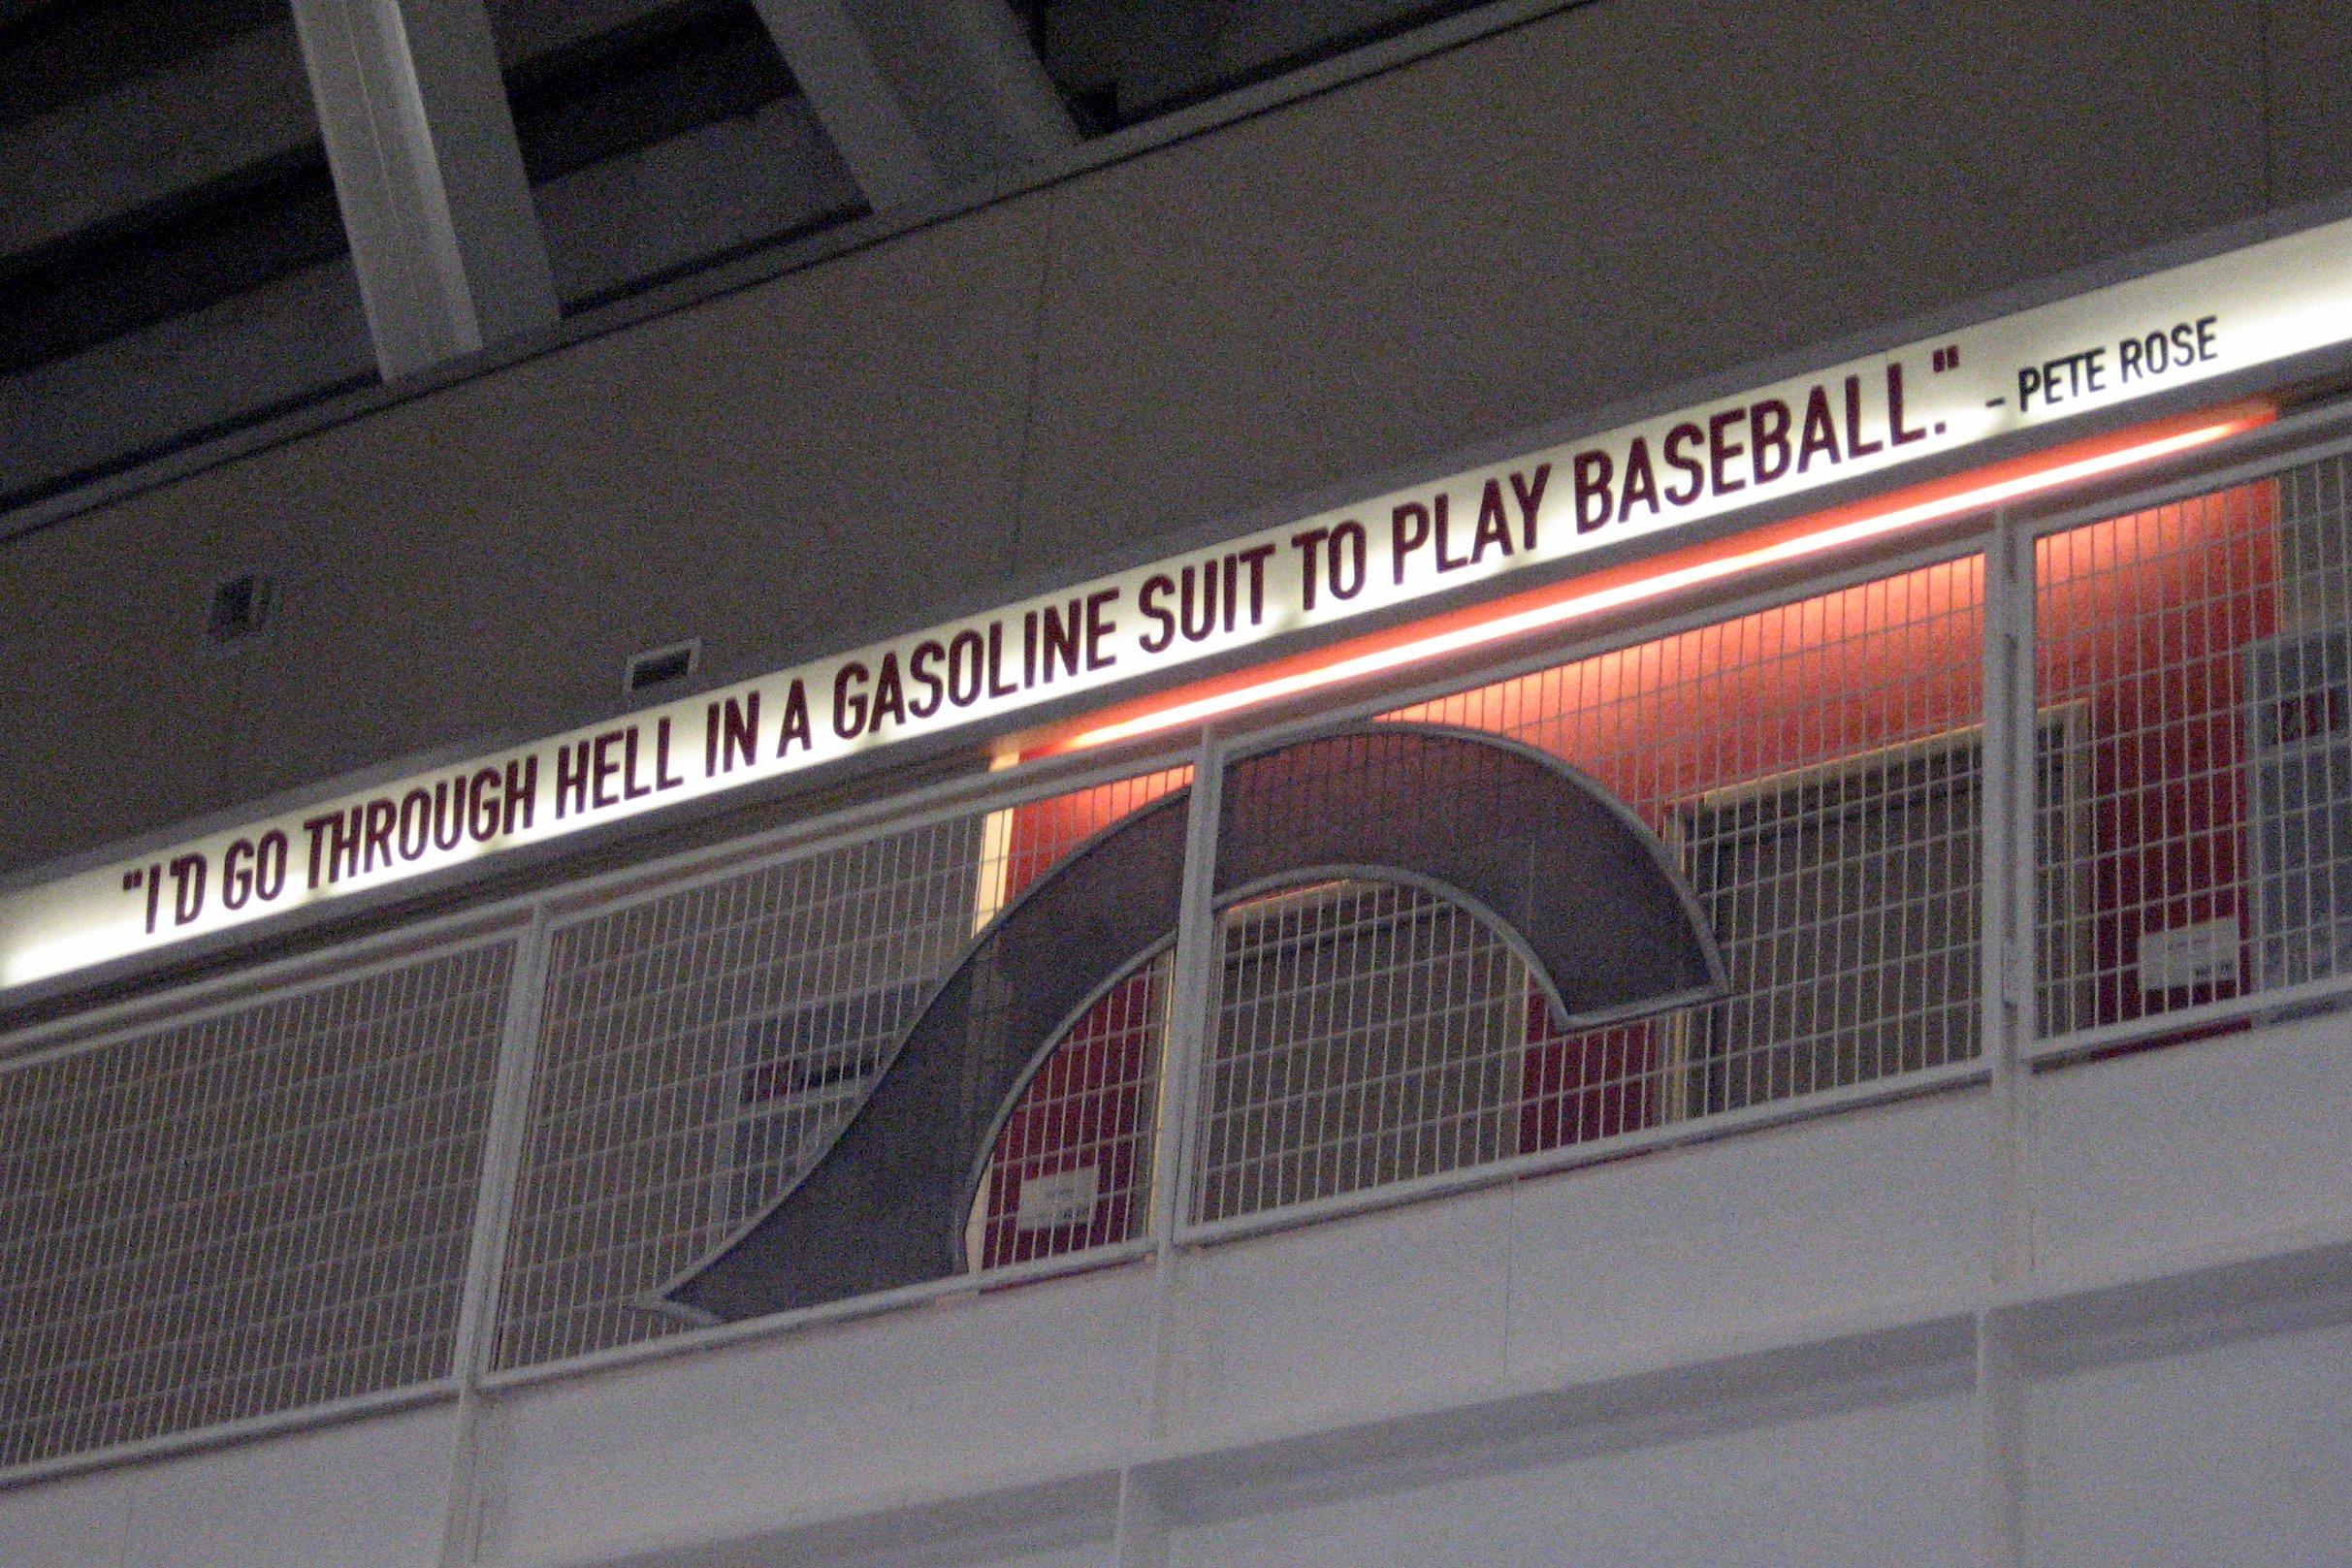 "I'D GO THROUGH HELL IN A GASOLINE SUIT TO PLAY BASEBALL." - PETE ROSE